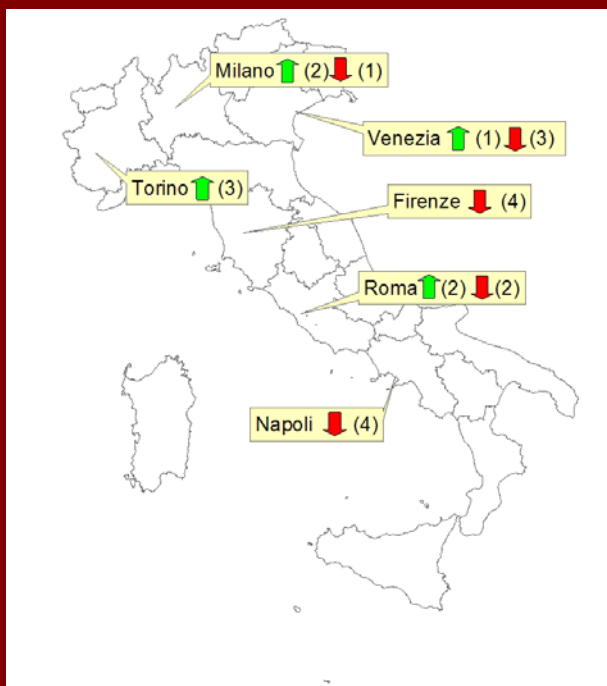 Milano (2) (1)
Venezia (1) (3)
Torino (3)
Firenze (4)
Roma (2) (2)
Napoli (4)